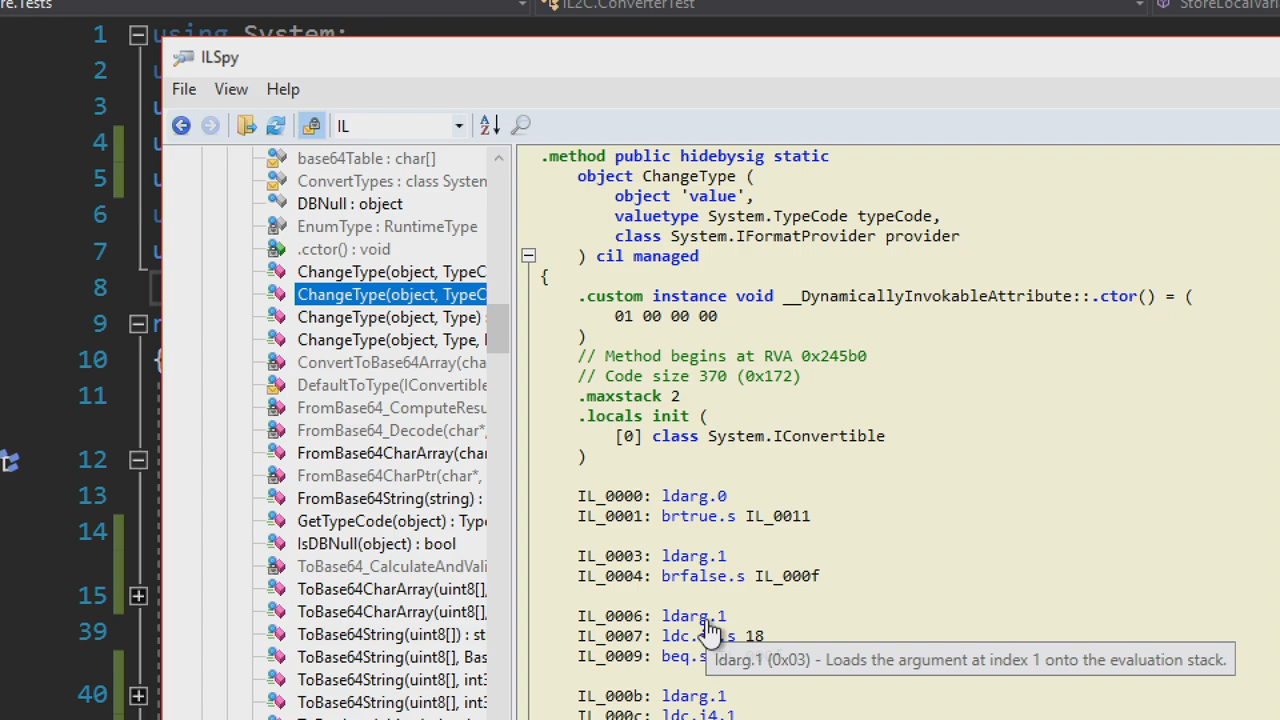 re.Tests
IL2C.ConverterTest
StoreLocalVari
1
using System;
2
3
4
5
6
7
8
9
10
11
12
13
14
15
39
40
ILSpy
File View Help
IL
base64Table : char[]
ConvertTypes : class System
DBNull : object
EnumType : RuntimeType
.cctor() : void
ChangeType(object, TypeC
ChangeType(object, TypeC
ChangeType(object, Type) :
ChangeType(object, Type, I
ConvertToBase64Array(cha
DefaultToType(IConvertible
FromBase64_ComputeResu
FromBase64_Decode(char*,
FromBase64CharArray(char
FromBase64CharPtr(char*,
FromBase64String(string) :
GetTypeCode(object) : Type
IsDBNull(object) : bool
ToBase64_CalculateAndVali
ToBase64CharArray(uint8[],
ToBase64CharArray(uint8[],
ToBase64String(uint8[]) : st
ToBase64String(uint8[], Bas
ToBase64String(uint8[], int3
ToBase64String(uint8[], int3
.method public hidebysig static
object ChangeType (
object 'value',
valuetype System.TypeCode typeCode,
class System.IFormatProvider provider
) cil managed
{
.custom instance void __DynamicallyInvokableAttribute::.ctor() = (
01 00 00 00
)
// Method begins at RVA 0x245b0
// Code size 370 (0x172)
.maxstack 2
.locals init (
[0] class System.IConvertible
)
IL_0000: ldarg.0
IL_0001: brtrue.s IL_0011
IL_0003: ldarg.1
IL_0004: brfalse.s IL_000f
IL_0006: ldarg.1
IL_0007: ldc. s 18
IL_0009: beq.s
ldarg.1 (0x03) - Loads the argument at index 1 onto the evaluation stack.
IL_000b: ldarg.1
IL_000c: ldc.i4.1